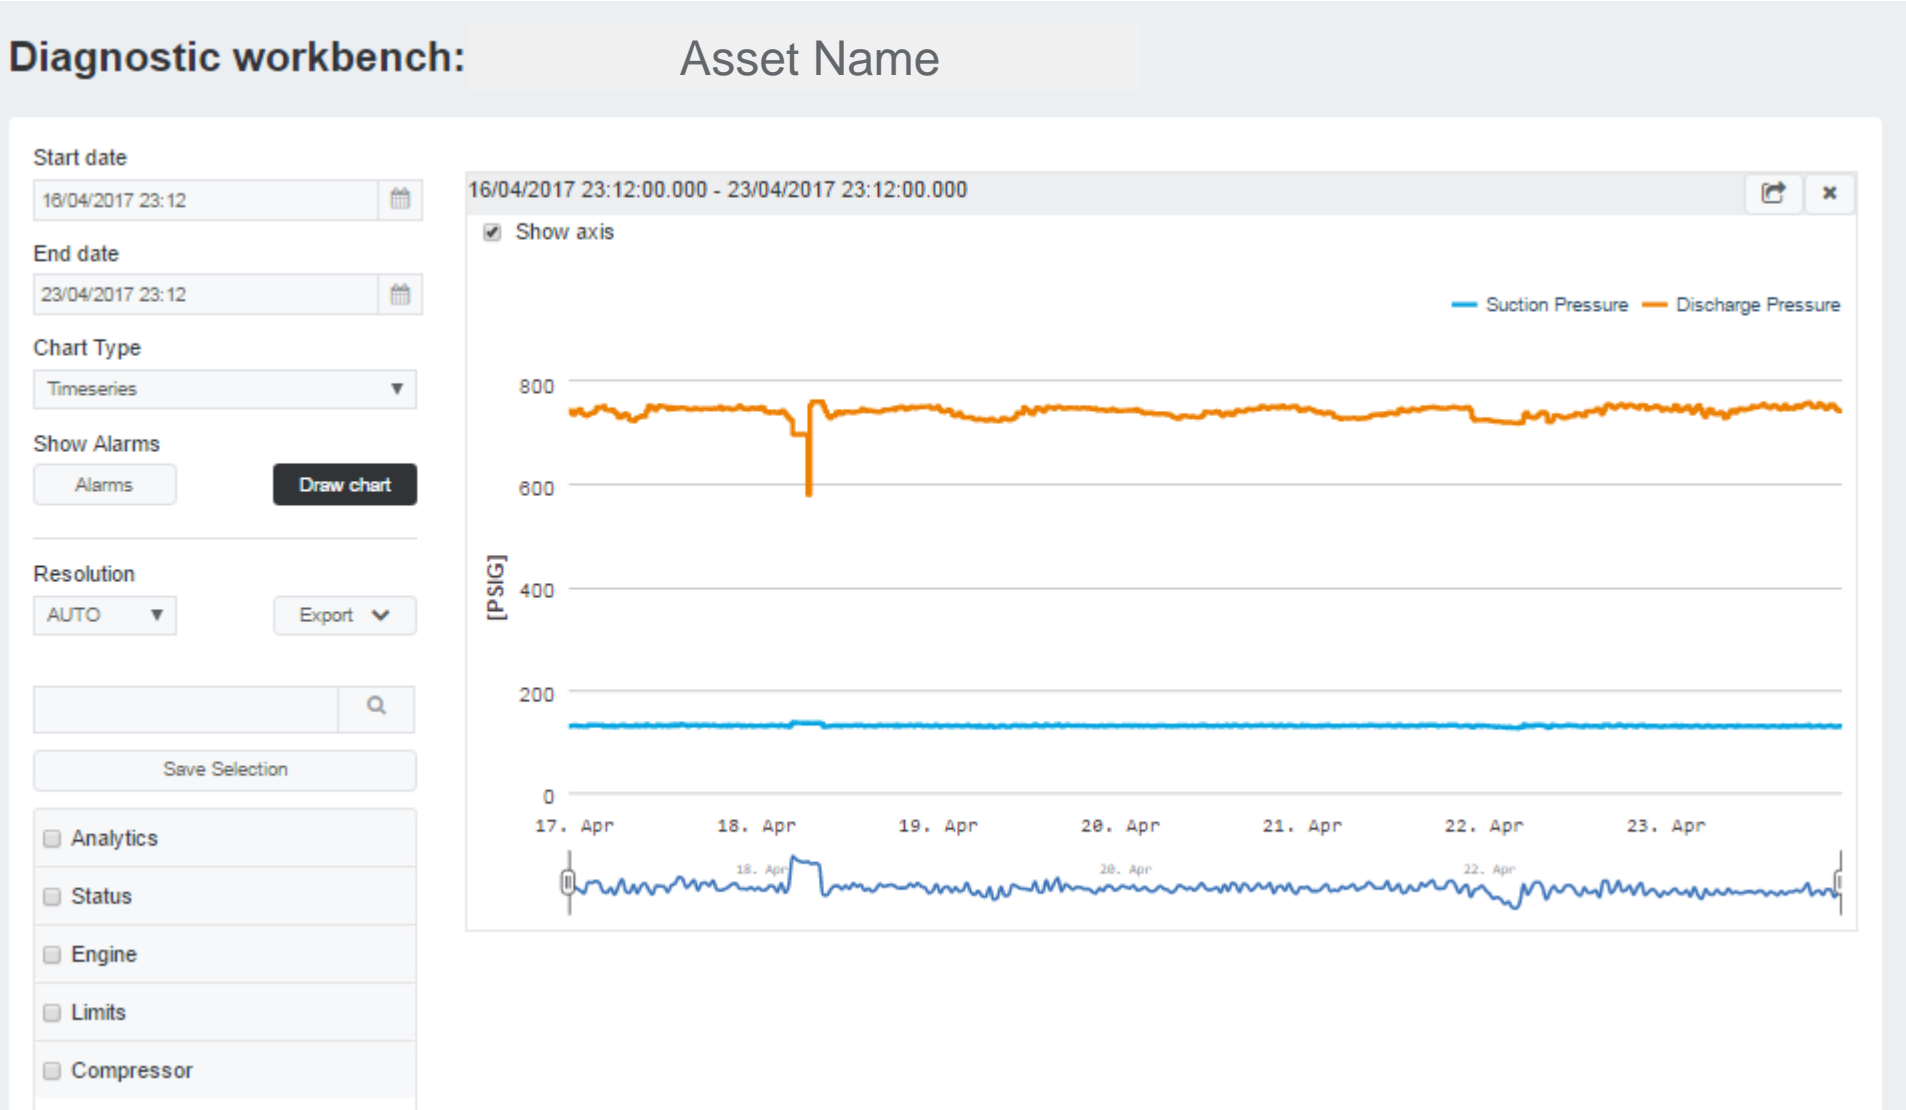 Diagnostic workbench: Asset Name
Start date
16/04/2017 23:12
End date
23/04/2017 23:12
Chart Type
Timeseries
Show Alarms
Alarms Draw chart
Resolution
AUTO Export
Save Selection
Analytics
Status
Engine
Limits
Compressor
16/04/2017 23:12:00.000 - 23/04/2017 23:12:00.000
Show axis
Suction Pressure Discharge Pressure
800
600
[PSIG]
400
200
0
17. Apr 18. Apr 19. Apr 20. Apr 21. Apr 22. Apr 23. Apr
18. Apr 20. Apr 22. Apr